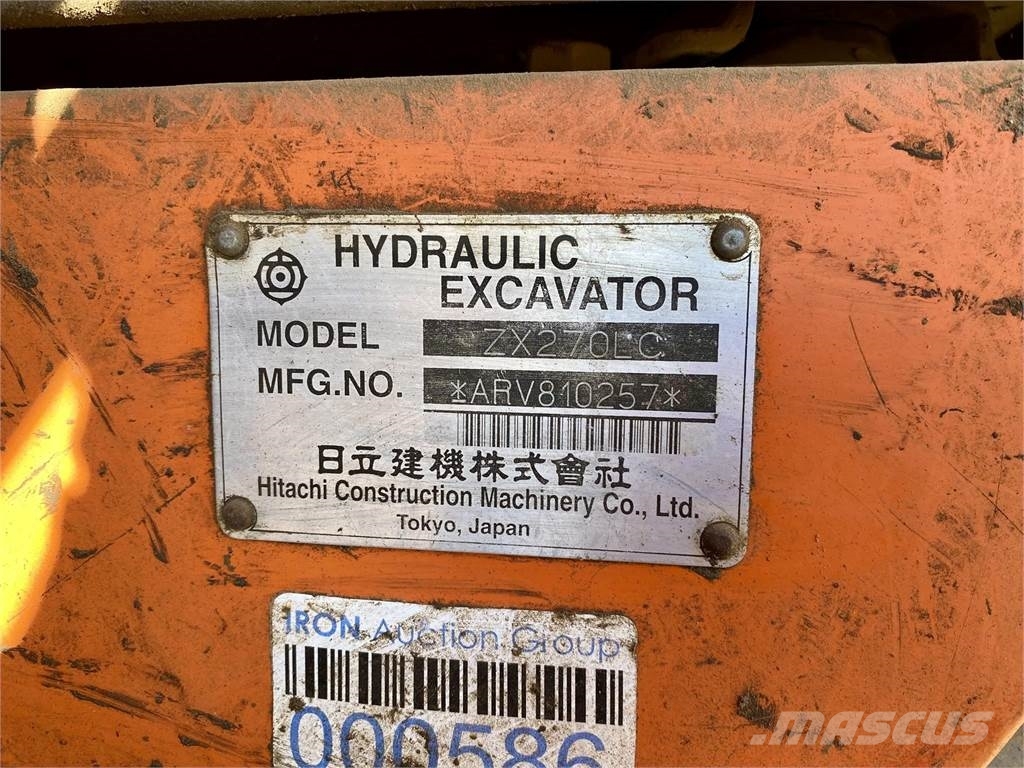 HYDRAULIC
EXCAVATOR
MODEL ZX270LC
MFG.NO. *ARV810257*
日立建機株式會社
Hitachi Construction Machinery Co., Ltd.
Tokyo, Japan
IRON Auction Group
000586
MASCUS